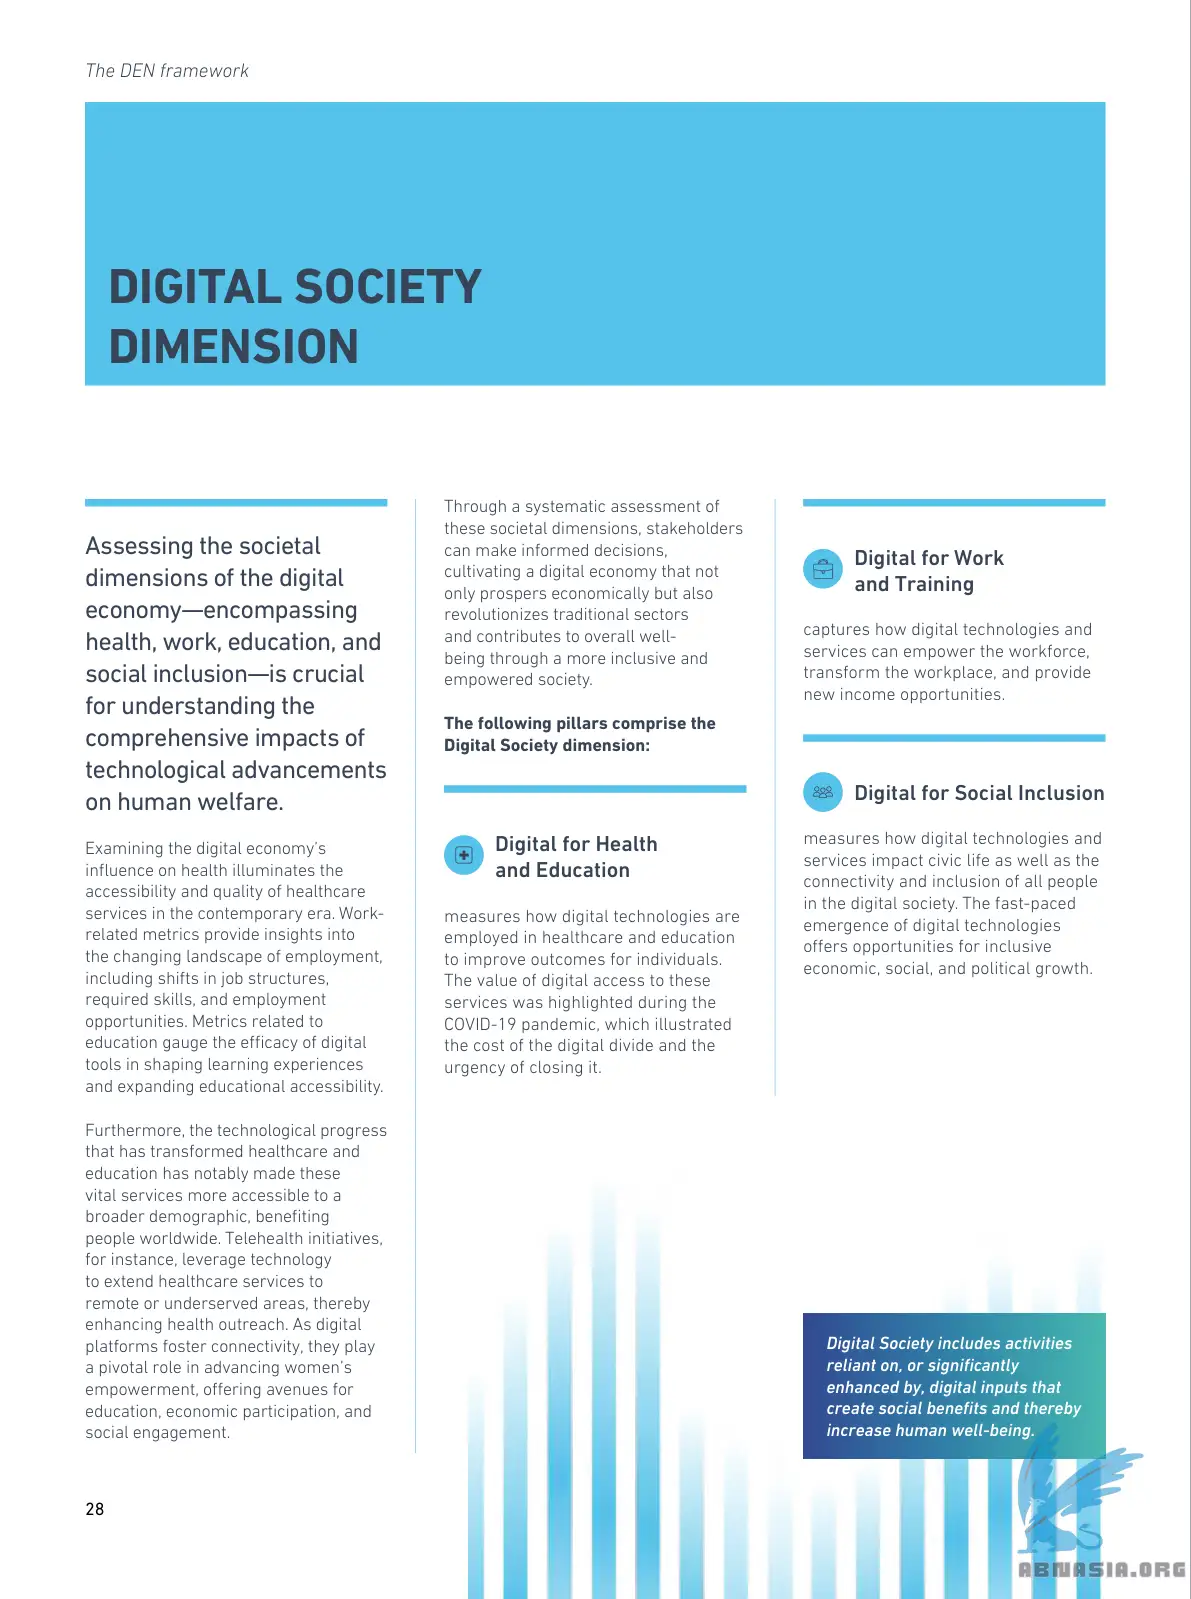 The DEN framework
DIGITAL SOCIETY
DIMENSION
Assessing the societal
dimensions of the digital
economy—encompassing
health, work, education, and
social inclusion—is crucial
for understanding the
comprehensive impacts of
technological advancements
on human welfare.
Examining the digital economy's
influence on health illuminates the
accessibility and quality of healthcare
services in the contemporary era. Work-
related metrics provide insights into
the changing landscape of employment,
including shifts in job structures,
required skills, and employment
opportunities. Metrics related to
education gauge the efficacy of digital
tools in shaping learning experiences
and expanding educational accessibility.
Furthermore, the technological progress
that has transformed healthcare and
education has notably made these
vital services more accessible to a
broader demographic, benefiting
people worldwide. Telehealth initiatives,
for instance, leverage technology
to extend healthcare services to
remote or underserved areas, thereby
enhancing health outreach. As digital
platforms foster connectivity, they play
a pivotal role in advancing women's
empowerment, offering avenues for
education, economic participation, and
social engagement.
Through a systematic assessment of
these societal dimensions, stakeholders
can make informed decisions,
cultivating a digital economy that not
only prospers economically but also
revolutionizes traditional sectors
and contributes to overall well-
being through a more inclusive and
empowered society.
The following pillars comprise the
Digital Society dimension:
Digital for Health
and Education
measures how digital technologies are
employed in healthcare and education
to improve outcomes for individuals.
The value of digital access to these
services was highlighted during the
COVID-19 pandemic, which illustrated
the cost of the digital divide and the
urgency of closing it.
Digital for Work
and Training
captures how digital technologies and
services can empower the workforce,
transform the workplace, and provide
new income opportunities.
Digital for Social Inclusion
measures how digital technologies and
services impact civic life as well as the
connectivity and inclusion of all people
in the digital society. The fast-paced
emergence of digital technologies
offers opportunities for inclusive
economic, social, and political growth.
Digital Society includes activities
reliant on, or significantly
enhanced by, digital inputs that
create social benefits and thereby
increase human well-being.
28
ABNASIA.ORG